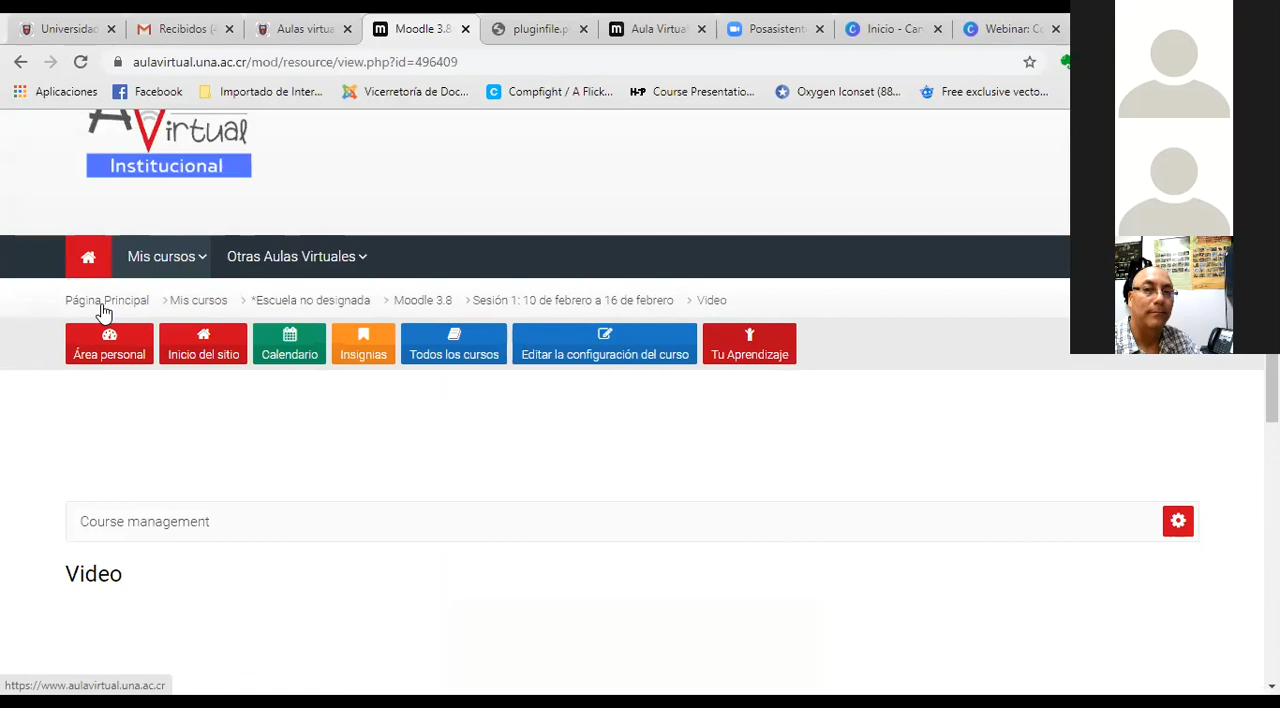 Universidad
Recibidos (4
Aulas virtua
Moodle 3.8
pluginfile.p
Aula Virtua
Posasistent
Inicio - Can
Webinar: Co
aulavirtual.una.ac.cr/mod/resource/view.php?id=496409
Aplicaciones
Facebook
Importado de Inter...
Vicerretoría de Doc...
Compfight / A Flick...
H-P Course Presentatio...
Oxygen Iconset (88...
Free exclusive vecto...
AVirtual
Institucional
Mis cursos
Otras Aulas Virtuales
Página Principal > Mis cursos > *Escuela no designada > Moodle 3.8 > Sesión 1: 10 de febrero a 16 de febrero > Video
Área personal
Inicio del sitio
Calendario
Insignias
Todos los cursos
Editar la configuración del curso
Tu Aprendizaje
Course management
Video
https://www.aulavirtual.una.ac.cr